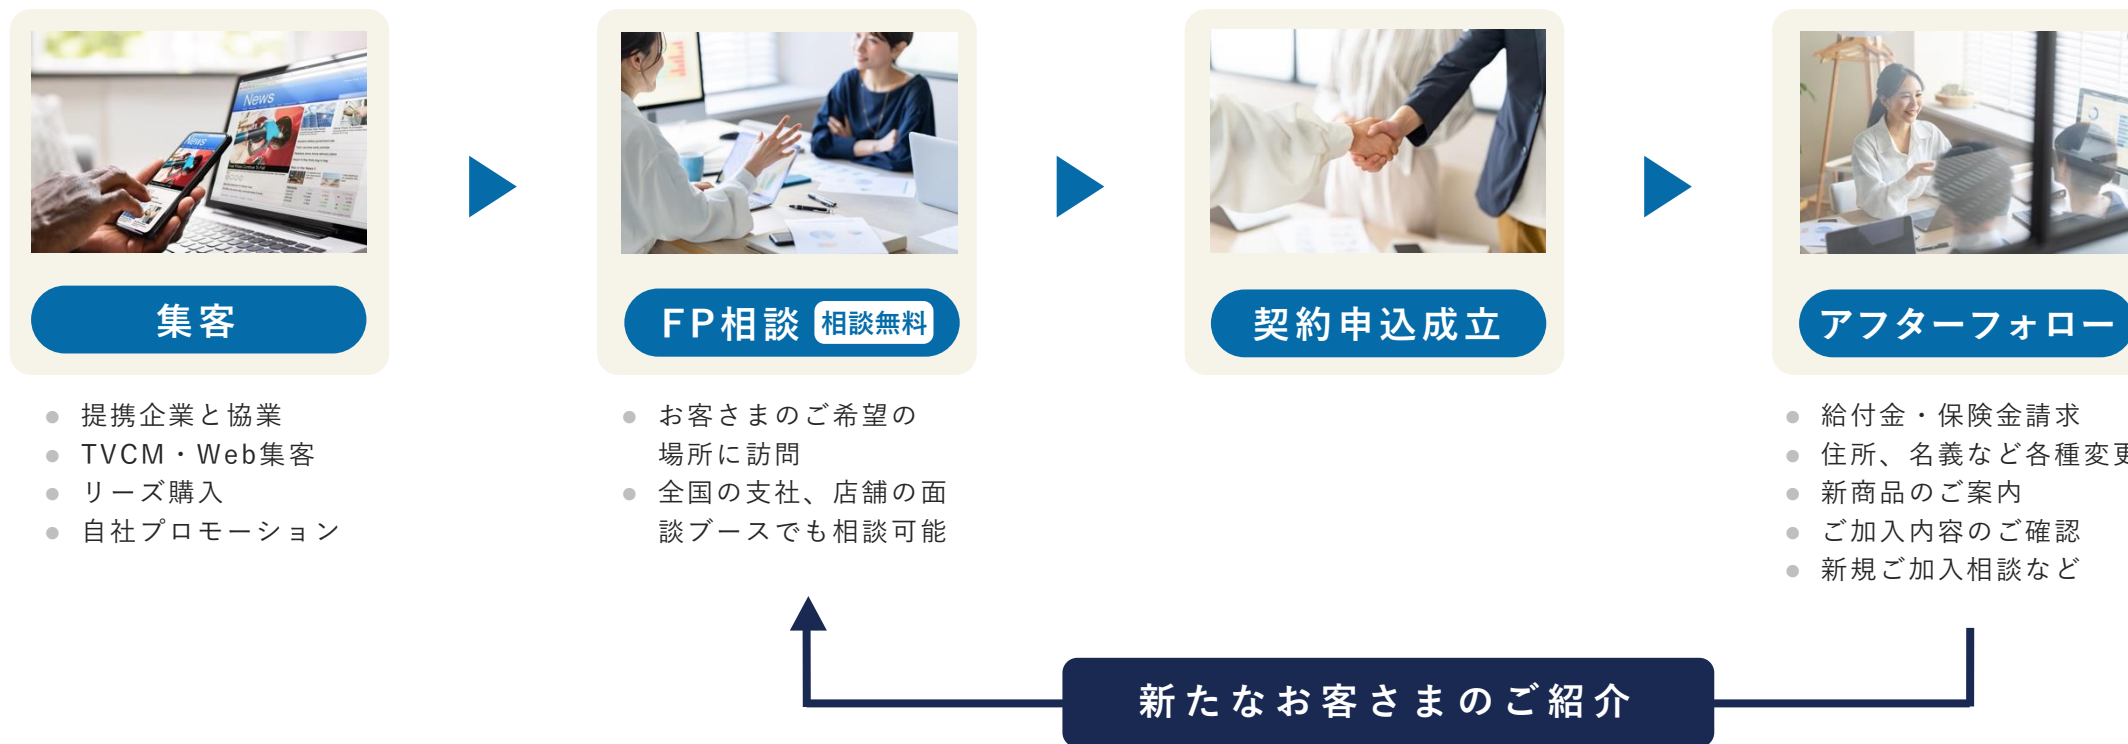 News
NEWS
集客
提携企業と協業
TVCM・Web集客
リーズ購入
自社プロモーション
FP相談 相談無料
お客さまのご希望の
場所に訪問
全国の支社、店舗の面
談ブースでも相談可能
契約申込成立
アフターフォロー
給付金・保険金請求
住所、名義など各種変更
新商品のご案内
ご加入内容のご確認
新規ご加入相談など
新たなお客さまのご紹介